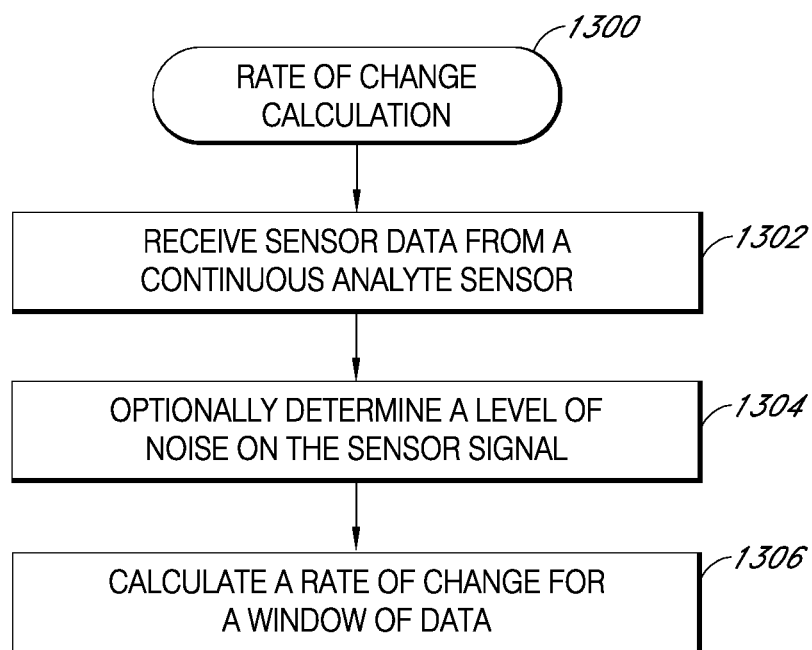 1300
RATE OF CHANGE
CALCULATION
1302
RECEIVE SENSOR DATA FROM A
CONTINUOUS ANALYTE SENSOR
1304
OPTIONALLY DETERMINE A LEVEL OF
NOISE ON THE SENSOR SIGNAL
1306
CALCULATE A RATE OF CHANGE FOR
A WINDOW OF DATA